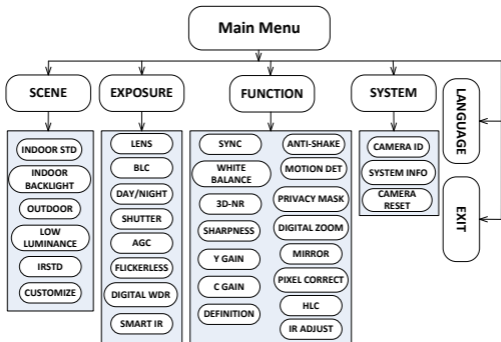 Main Menu
SCENE
EXPOSURE
FUNCTION
SYSTEM
LANGUAGE
EXIT
INDOOR STD
INDOOR
BACKLIGHT
OUTDOOR
LOW
LUMINANCE
IRSTD
CUSTOMIZE
LENS
BLC
DAY/NIGHT
SHUTTER
AGC
FLICKERLESS
DIGITAL WDR
SMART IR
SYNC
WHITE
BALANCE
3D-NR
SHARPNESS
Y GAIN
C GAIN
DEFINITION
ANTI-SHAKE
MOTION DET
PRIVACY MASK
DIGITAL ZOOM
MIRROR
PIXEL CORRECT
HLC
IR ADJUST
CAMERA ID
SYSTEM INFO
CAMERA
RESET